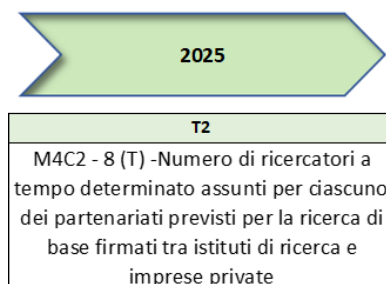 2025
T2
M4C2 - 8 (T) -Numero di ricercatori a
tempo determinato assunti per ciascuno
dei partenariati previsti per la ricerca di
base firmati tra istituti di ricerca e
imprese private